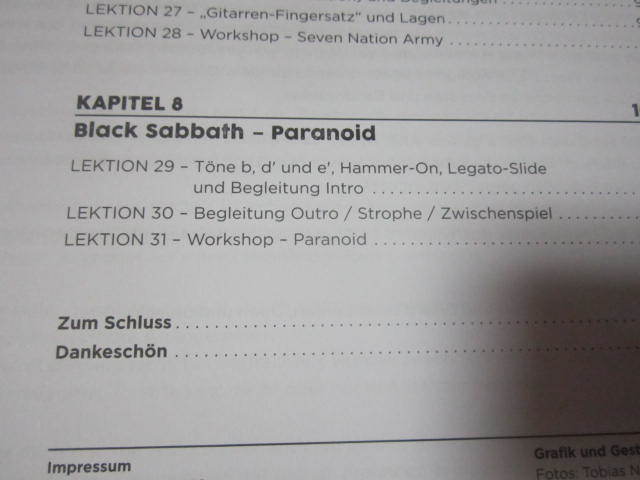 LEKTION 27 – „Gitarren-Fingersatz“ und Lagen
LEKTION 28 – Workshop – Seven Nation Army
KAPITEL 8
Black Sabbath – Paranoid
LEKTION 29 – Töne b, d' und e', Hammer-On, Legato-Slide
und Begleitung Intro
LEKTION 30 – Begleitung Outro / Strophe / Zwischenspiel
LEKTION 31 – Workshop – Paranoid
Zum Schluss
Dankeschön
Impressum
Grafik und Gest
Fotos: Tobias N